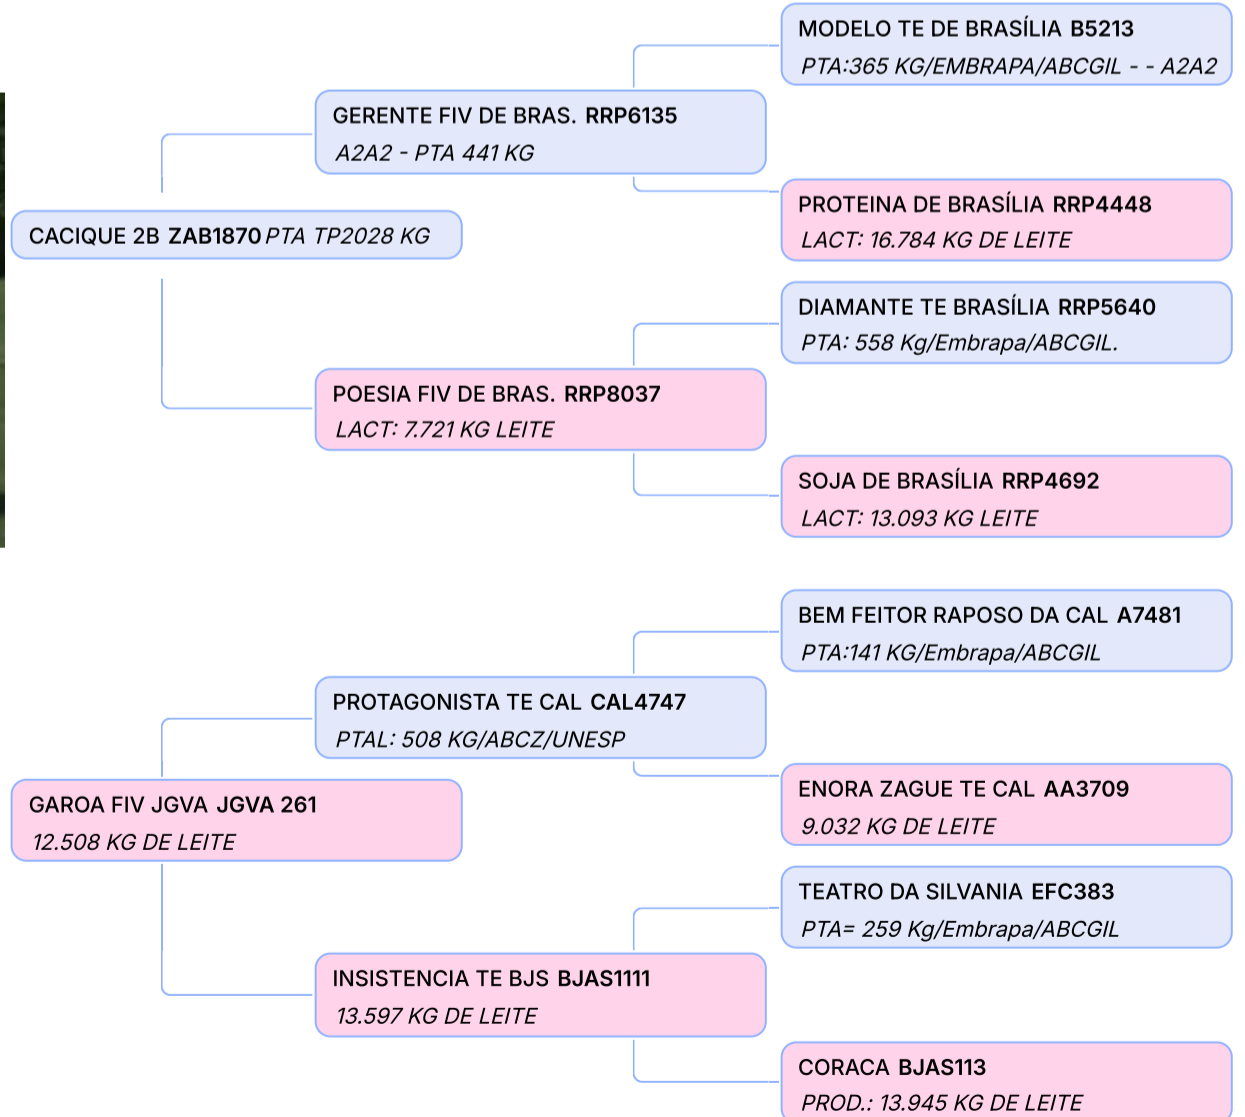 MODELO TE DE BRASÍLIA B5213
PTA:365 KG/EMBRAPA/ABCGIL - - A2A2
GERENTE FIV DE BRAS. RRP6135
A2A2 - PTA 441 KG
PROTEINA DE BRASÍLIA RRP4448
LACT: 16.784 KG DE LEITE
CACIQUE 2B ZAB1870 PTA TP2028 KG
DIAMANTE TE BRASÍLIA RRP5640
PTA: 558 Kg/Embrapa/ABCGIL.
POESIA FIV DE BRAS. RRP8037
LACT: 7.721 KG LEITE
SOJA DE BRASÍLIA RRP4692
LACT: 13.093 KG LEITE
BEM FEITOR RAPOSO DA CAL A7481
PTA:141 KG/Embrapa/ABCGIL
PROTAGONISTA TE CAL CAL4747
PTAL: 508 KG/ABCZ/UNESP
ENORA ZAGUE TE CAL AA3709
9.032 KG DE LEITE
GAROA FIV JGVA JGVA 261
12.508 KG DE LEITE
TEATRO DA SILVANIA EFC383
PTA= 259 Kg/Embrapa/ABCGIL
INSISTENCIA TE BJS BJAS1111
13.597 KG DE LEITE
CORACA BJAS113
PROD.: 13.945 KG DE LEITE